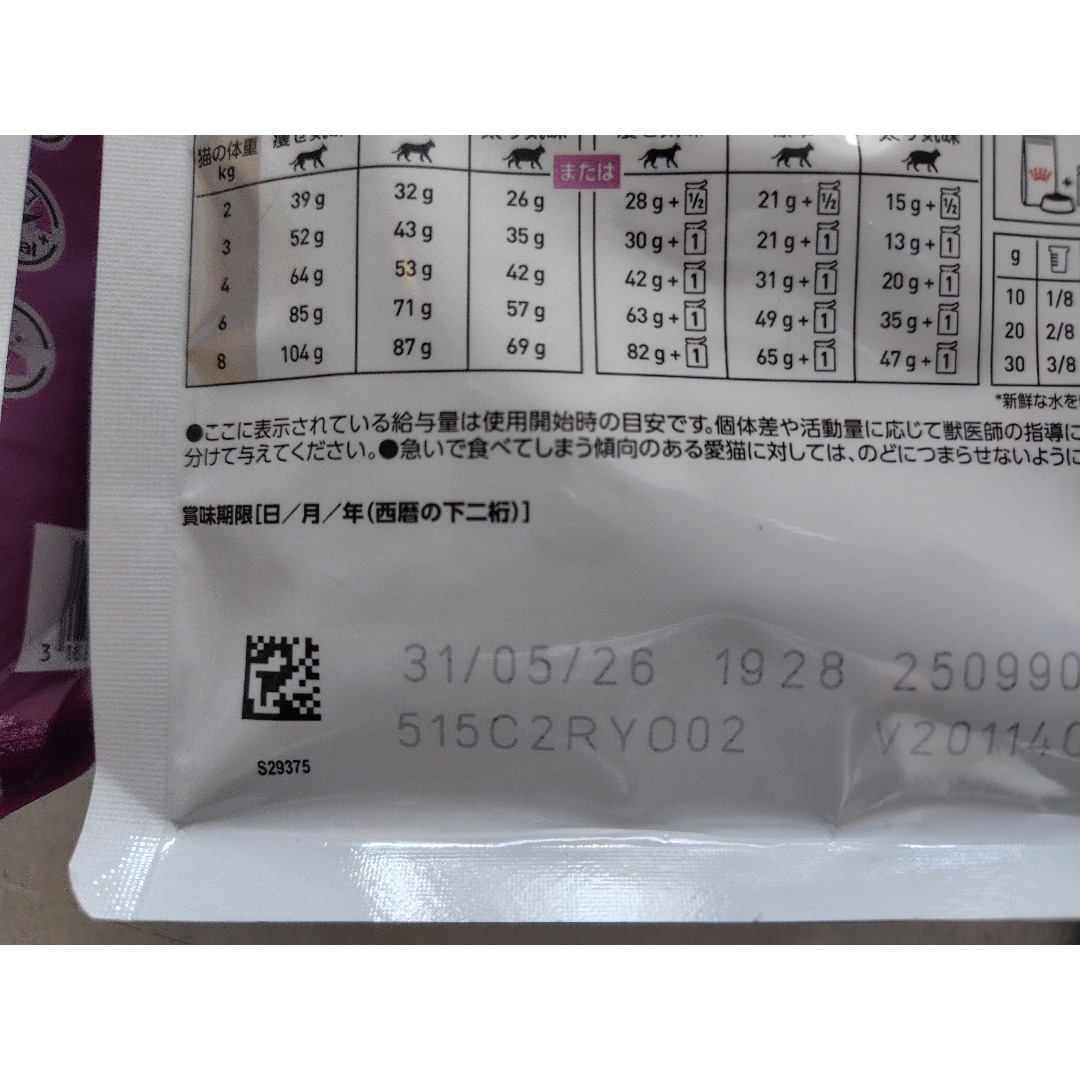 猫の体重 kg
または
2 39 g 32 g 26 g 28 g + 1/2 21 g + 1/2 15 g + 1/2
3 52 g 43 g 35 g 30 g + 1 21 g + 1 13 g + 1
4 64 g 53 g 42 g 42 g + 1 31 g + 1 20 g + 1
6 85 g 71 g 57 g 63 g + 1 49 g + 1 35 g + 1
8 104 g 87 g 69 g 82 g + 1 65 g + 1 47 g + 1
g
10 1/8
20 2/8
30 3/8
*新鮮な水を
●ここに表示されている給与量は使用開始時の目安です。個体差や活動量に応じて獣医師の指導に
分けて与えてください。●急いで食べてしまう傾向のある愛猫に対しては、のどにつまらせないように
賞味期限[日/月/年(西暦の下二桁)]
31/05/26 1928 250990
515C2RY002 V201140
S29375
3